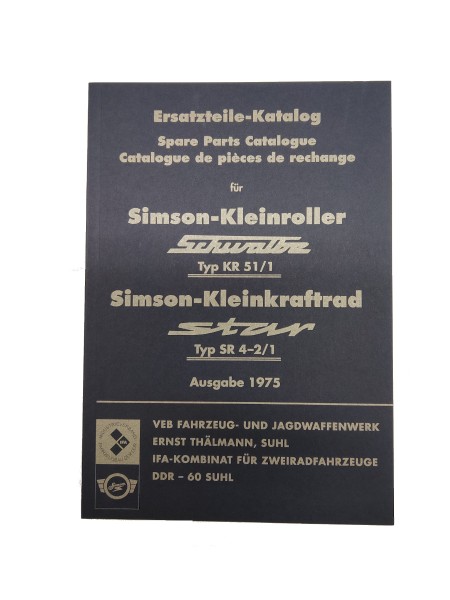 Ersatzteile-Katalog
Spare Parts Catalogue
Catalogue de pièces de rechange
für
Simson-Kleinroller
Schwalbe
Typ KR 51/1
Simson-Kleinkraftrad
star
Typ SR 4-2/1
Ausgabe 1975
VEB FAHRZEUG- UND JAGDWAFFENWERK
ERNST THÄLMANN, SUHL
IFA-KOMBINAT FÜR ZWEIRADFAHRZEUGE
DDR – 60 SUHL
IFA